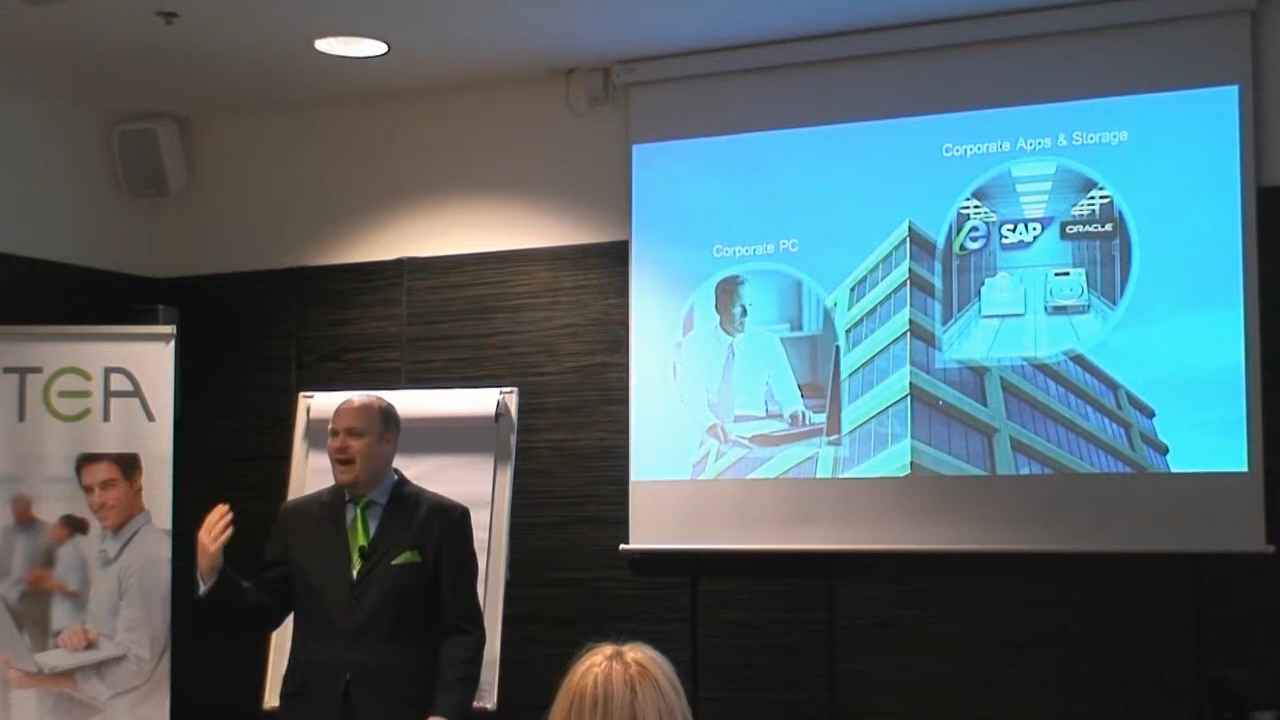 TEA
Corporate Apps & Storage
SAP
ORACLE
Corporate PC